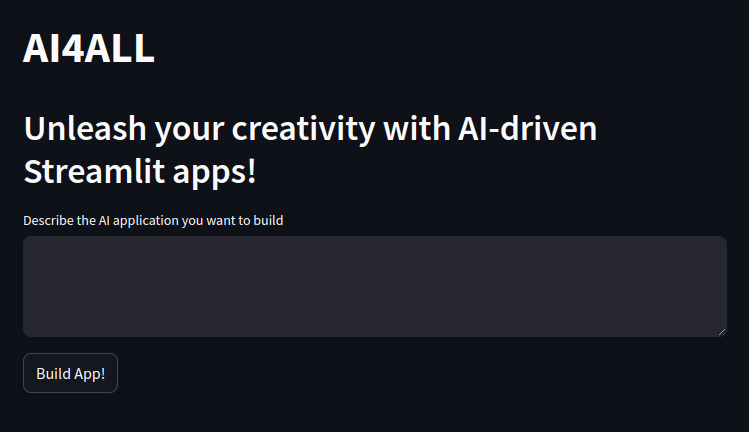 AI4ALL
Unleash your creativity with AI-driven
Streamlit apps!
Describe the AI application you want to build
Build App!